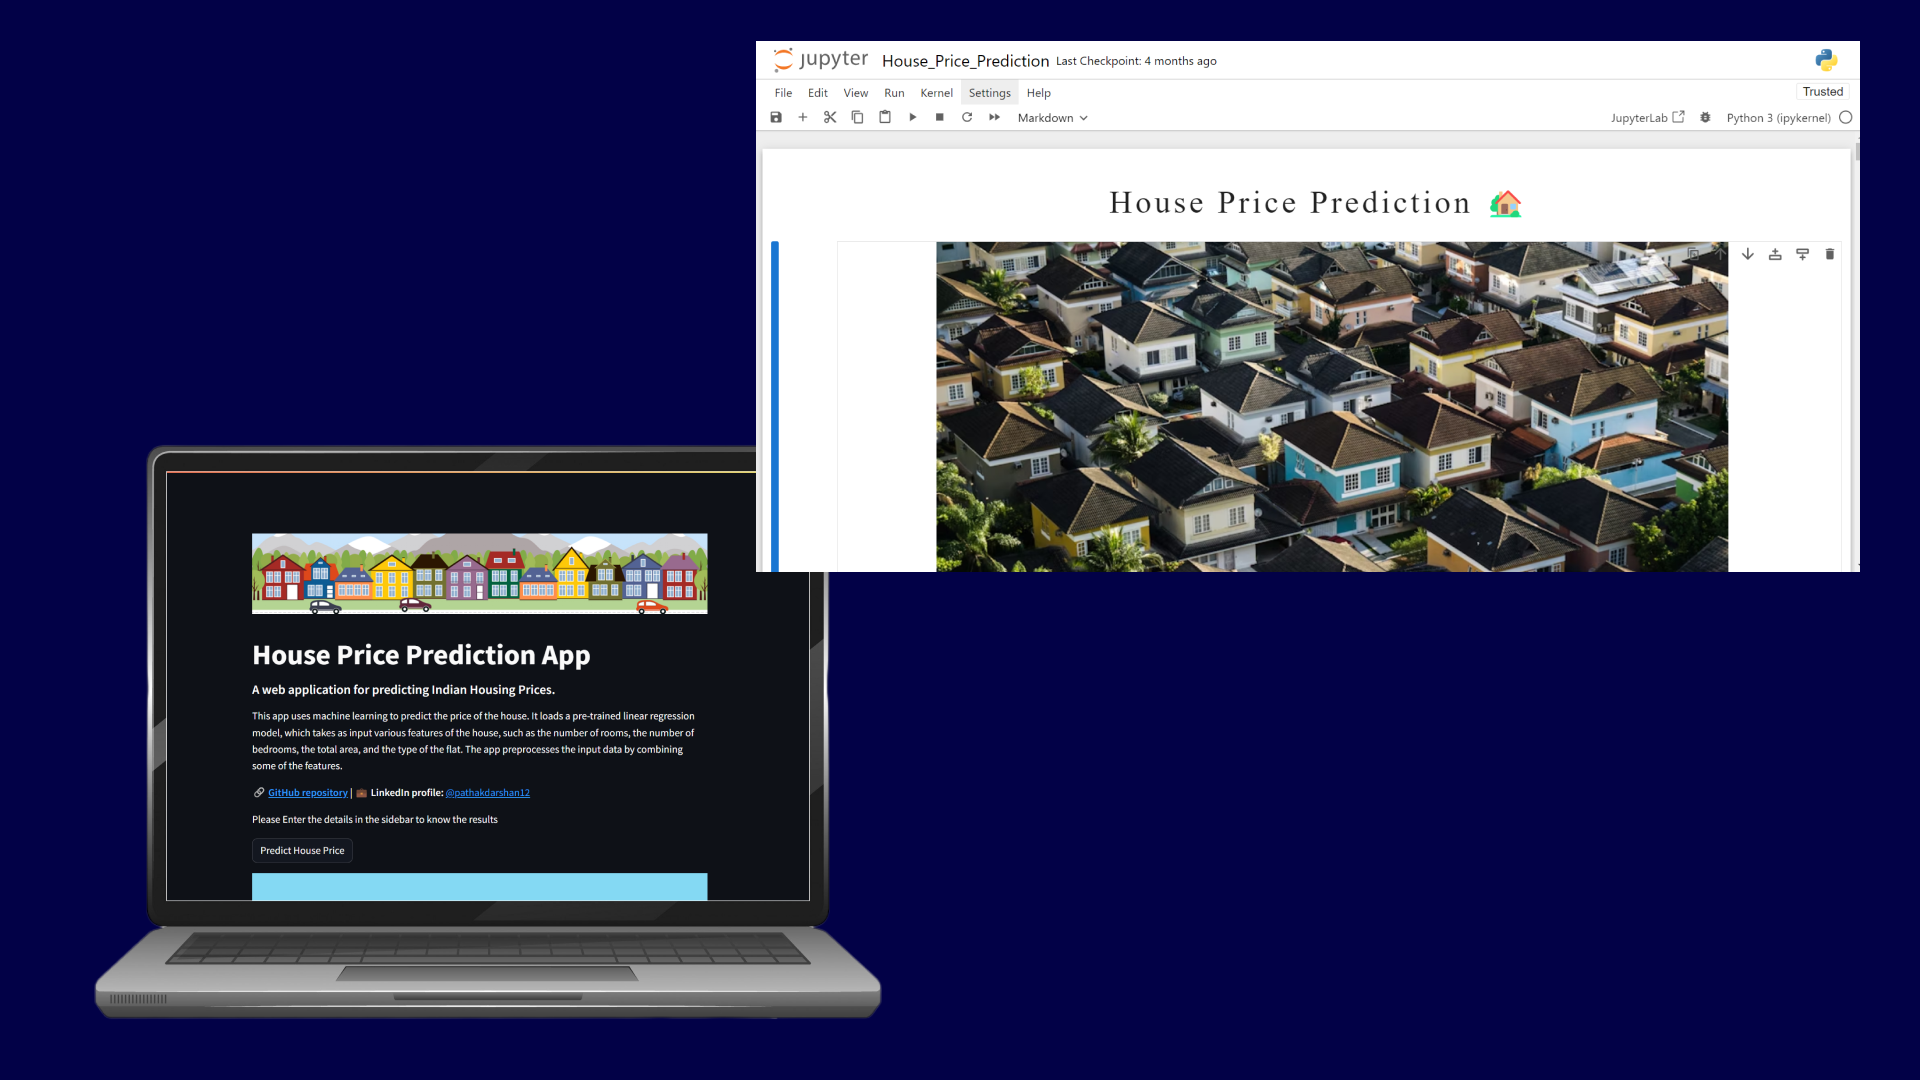 jupyter House_Price_Prediction Last Checkpoint: 4 months ago
File Edit View Run Kernel Settings Help
Trusted
Markdown
JupyterLab
Python 3 (ipykernel)
House Price Prediction
House Price Prediction App
A web application for predicting Indian Housing Prices.
This app uses machine learning to predict the price of the house. It loads a pre-trained linear regression
model, which takes as input various features of the house, such as the number of rooms, the number of
bedrooms, the total area, and the type of the flat. The app preprocesses the input data by combining
some of the features.
GitHub repository | LinkedIn profile: @pathakdarshan12
Please Enter the details in the sidebar to know the results
Predict House Price